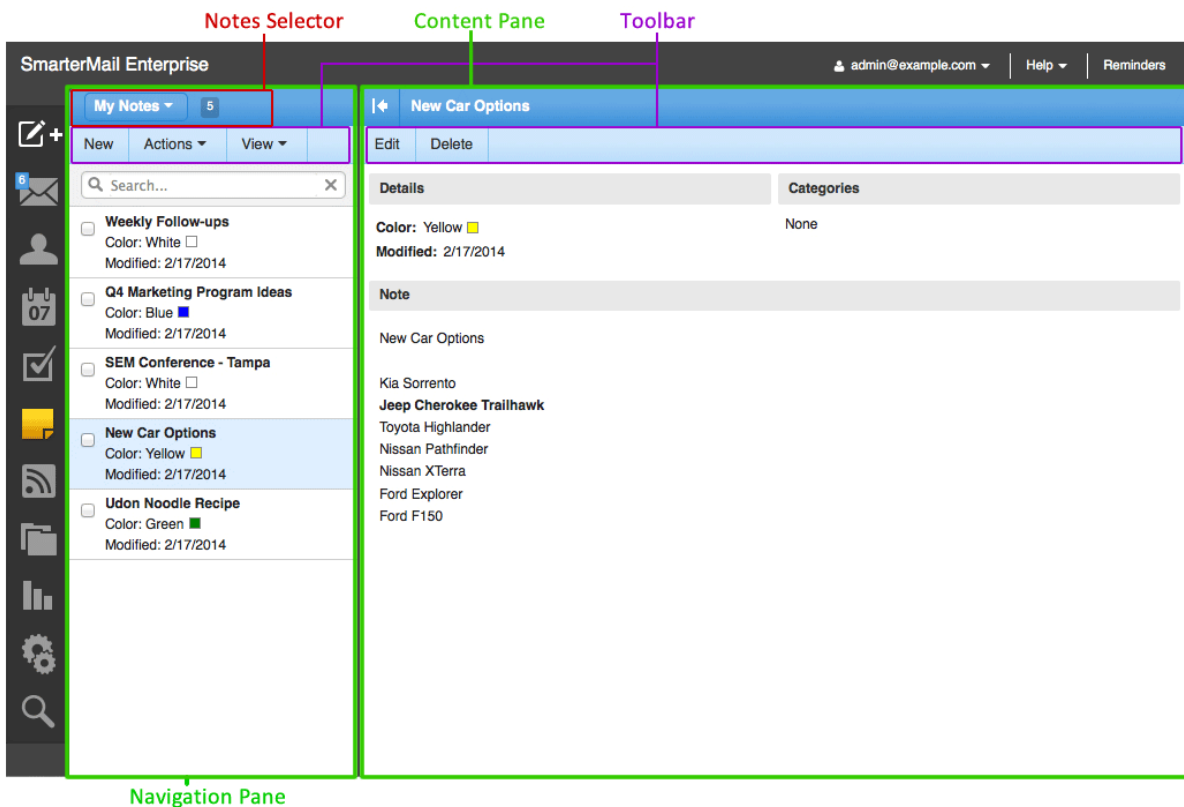 Notes Selector
Content Pane
Toolbar
SmarterMail Enterprise
admin@example.com
Help
Reminders
My Notes
5
New Car Options
New
Actions
View
Edit
Delete
6
07
Search...
Weekly Follow-ups
Color: White
Modified: 2/17/2014
Q4 Marketing Program Ideas
Color: Blue
Modified: 2/17/2014
SEM Conference - Tampa
Color: White
Modified: 2/17/2014
New Car Options
Color: Yellow
Modified: 2/17/2014
Udon Noodle Recipe
Color: Green
Modified: 2/17/2014
Details
Categories
Color: Yellow
None
Modified: 2/17/2014
Note
New Car Options
Kia Sorrento
Jeep Cherokee Trailhawk
Toyota Highlander
Nissan Pathfinder
Nissan XTerra
Ford Explorer
Ford F150
Navigation Pane